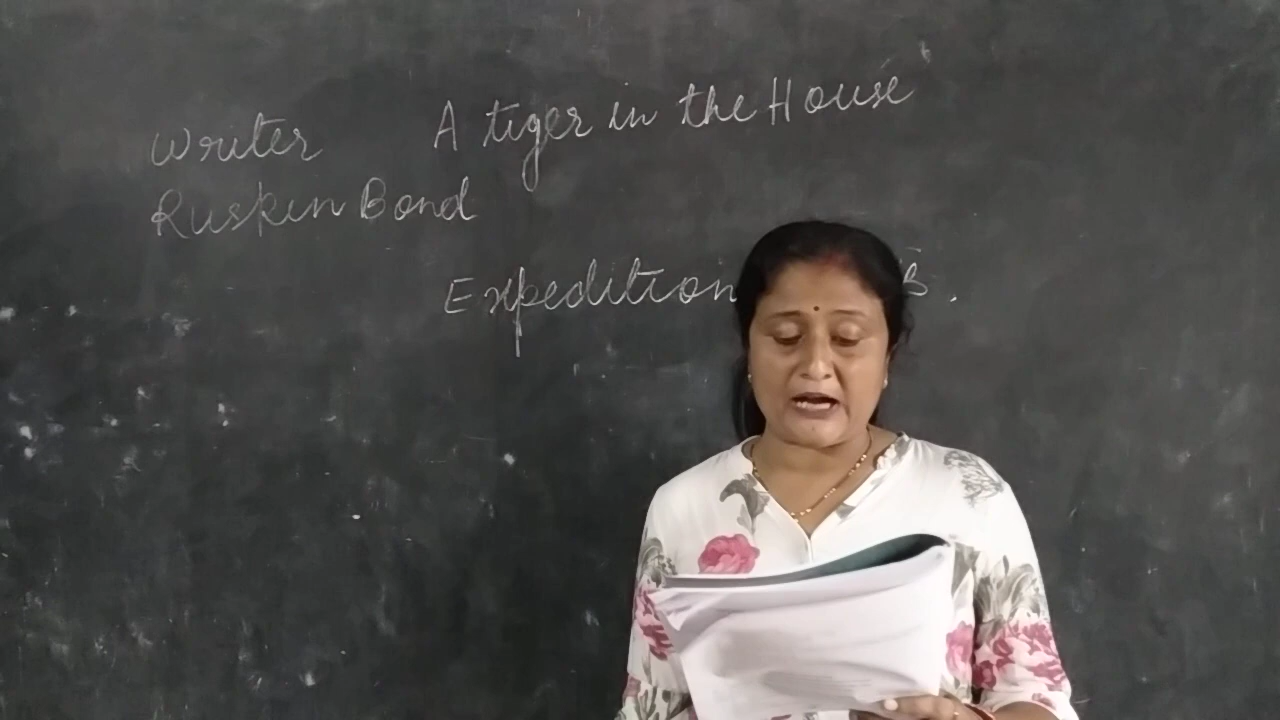 A tiger in the House
Writer
Ruskin Bond
Expedition